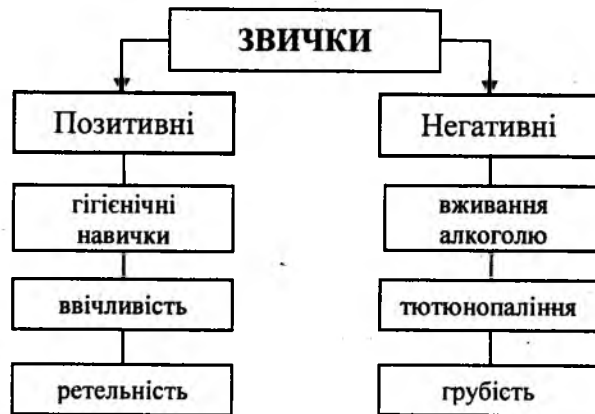 ЗВИЧКИ
Позитивні
Негативні
гігієнічні
навички
вживання
алкоголю
ввічливість
тютюнопаління
ретельність
грубість